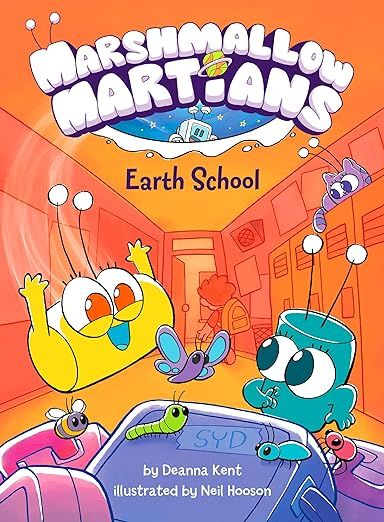 MARSHMALLOW
MARTIANS
Earth School
SYD
by Deanna Kent
illustrated by Neil Hooson